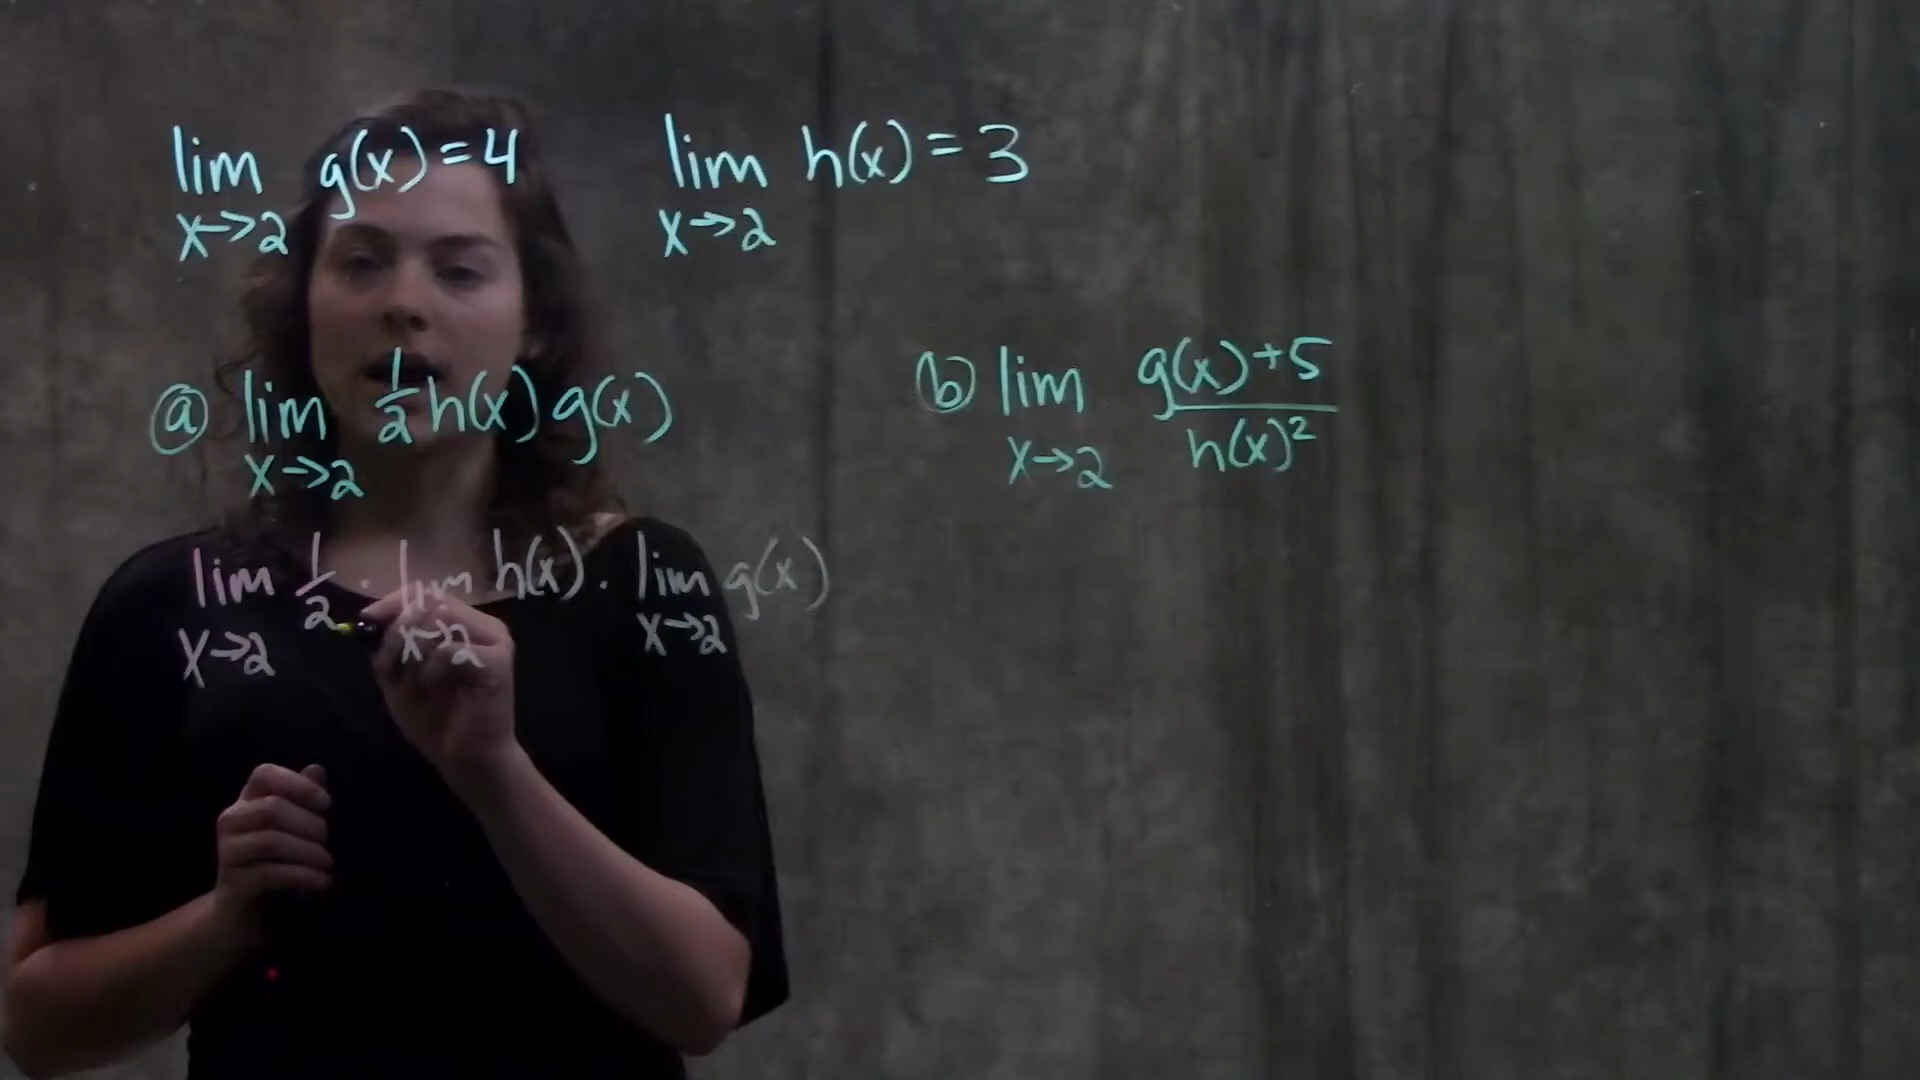 lim g(x)=4
x→2
lim h(x)=3
x→2
ⓐ lim 1/2 h(x) g(x)
x→2
lim 1/2 · lim h(x) · lim g(x)
x→2 x→2 x→2
ⓑ lim g(x)+5 / h(x)²
x→2